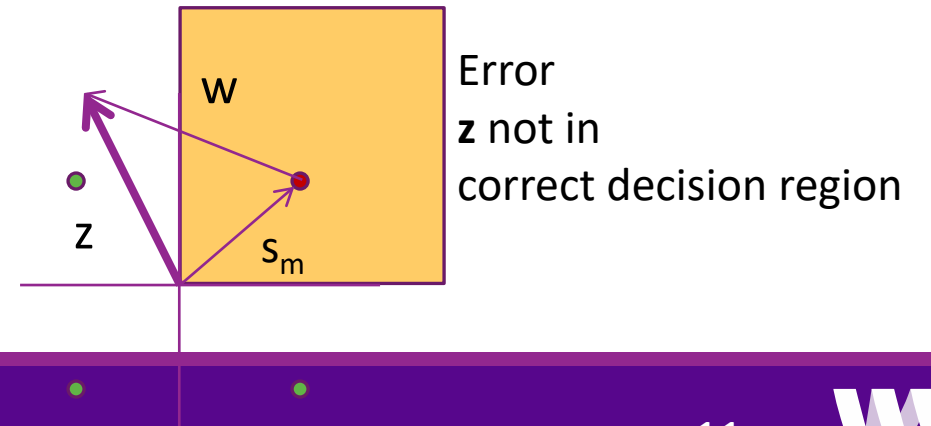 w
Error
z not in
correct decision region
z
sₘ